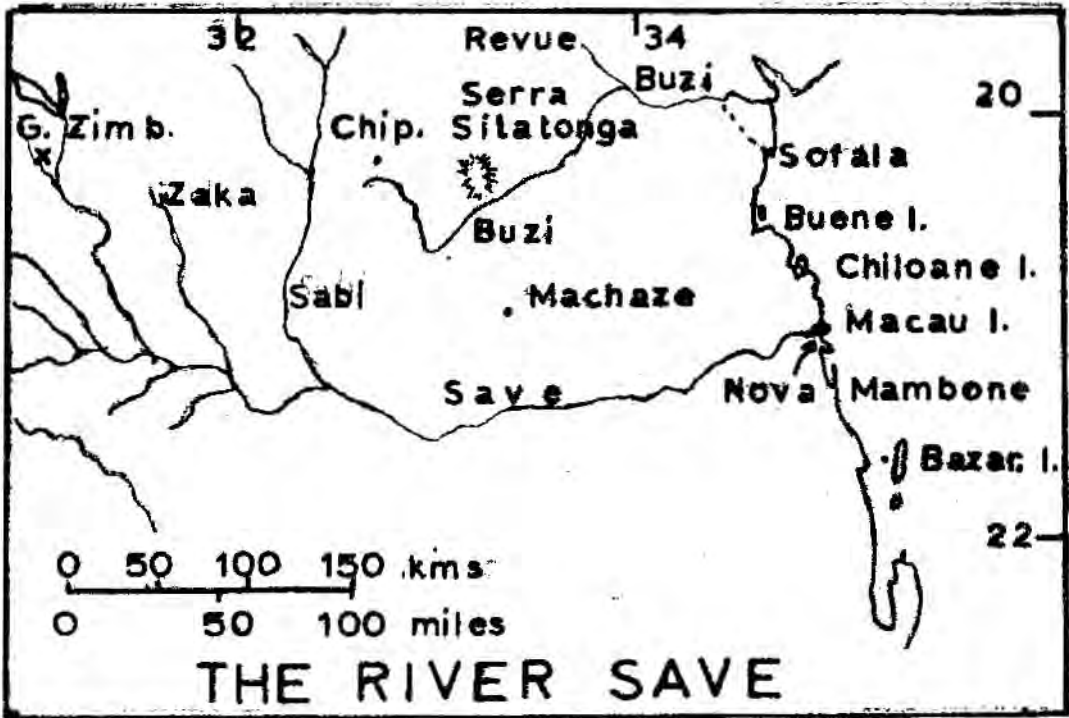 32
Revue
34
Buzi
20
Serra
G. Zimb.
Chip.
Silatonga
Sofala
Zaka
Buene I.
Buzi
Chiloane I.
Sabi
Machaze
Macau I.
Save
Nova Mambone
Bazar. I.
22
0 50 100 150 kms
0 50 100 miles
THE RIVER SAVE